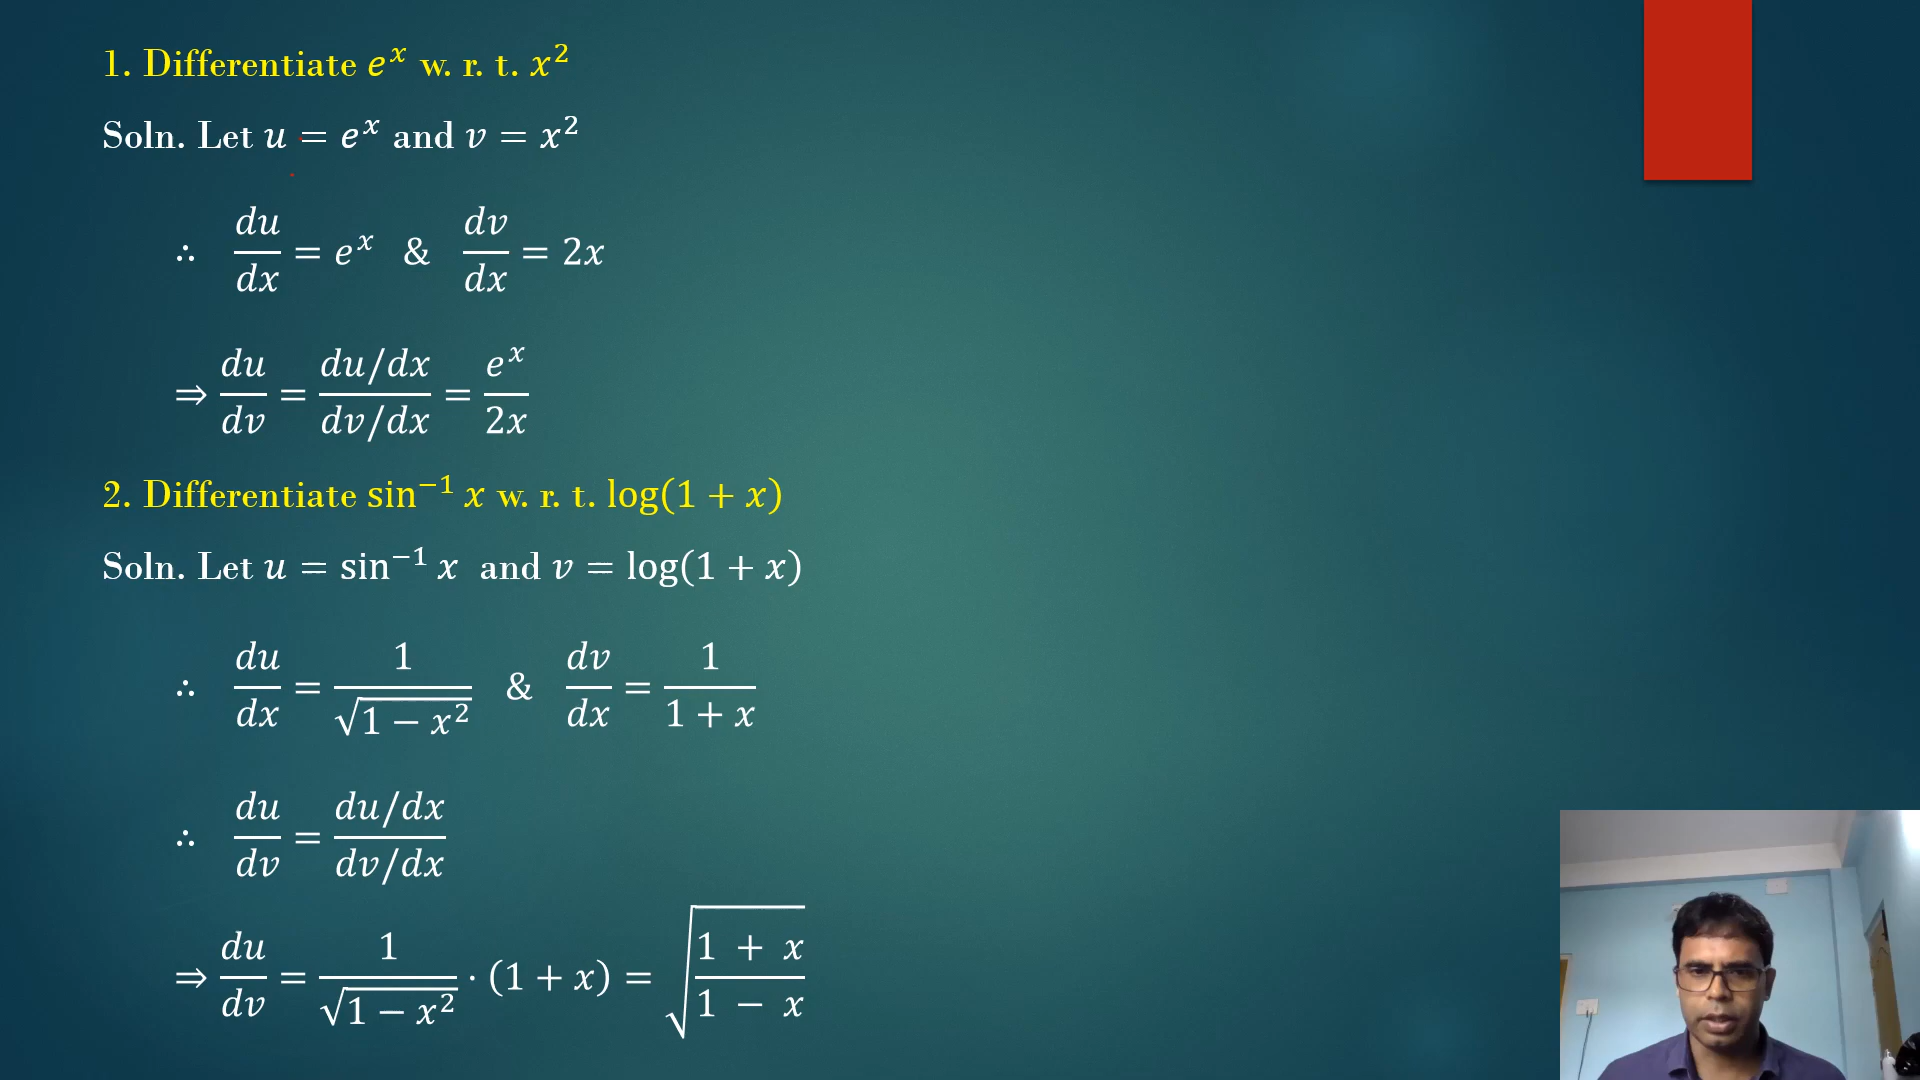 1. Differentiate e^x w. r. t. x^2
Soln. Let u = e^x and v = x^2
∴ du/dx = e^x & dv/dx = 2x
⇒ du/dv = (du/dx)/(dv/dx) = e^x/2x
2. Differentiate sin^−1 x w. r. t. log(1 + x)
Soln. Let u = sin^−1 x and v = log(1 + x)
∴ du/dx = 1/√(1 − x^2) & dv/dx = 1/(1 + x)
∴ du/dv = (du/dx)/(dv/dx)
⇒ du/dv = 1/√(1 − x^2) · (1 + x) = √((1 + x)/(1 − x))